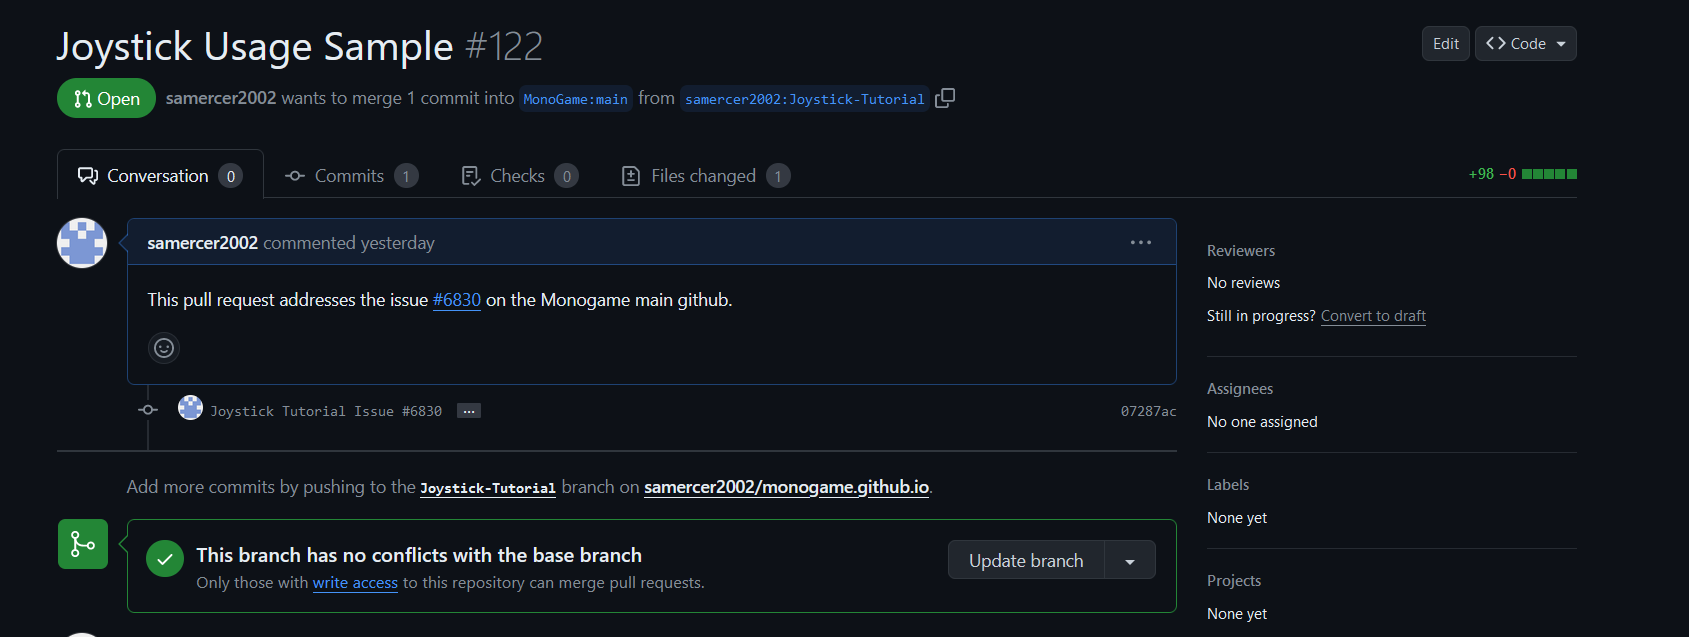 Joystick Usage Sample #122
Edit
Code
Open
samercer2002 wants to merge 1 commit into MonoGame:main from samercer2002:Joystick-Tutorial
Conversation 0
Commits 1
Checks 0
Files changed 1
+98 −0
samercer2002 commented yesterday
...
This pull request addresses the issue #6830 on the Monogame main github.
Joystick Tutorial Issue #6830 ...
07287ac
Add more commits by pushing to the Joystick-Tutorial branch on samercer2002/monogame.github.io.
This branch has no conflicts with the base branch
Only those with write access to this repository can merge pull requests.
Update branch
Reviewers
No reviews
Still in progress? Convert to draft
Assignees
No one assigned
Labels
None yet
Projects
None yet